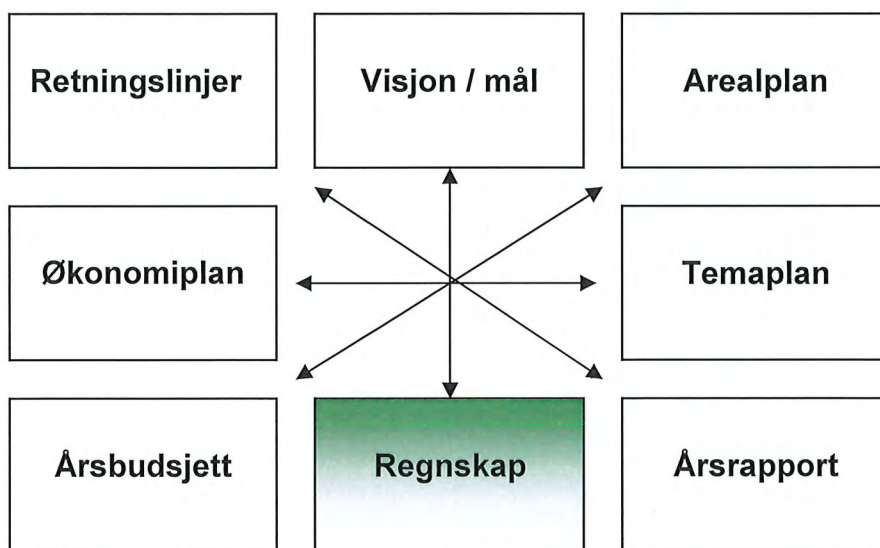 Retningslinjer
Visjon / mål
Arealplan
Økonomiplan
Temaplan
Årsbudsjett
Regnskap
Årsrapport